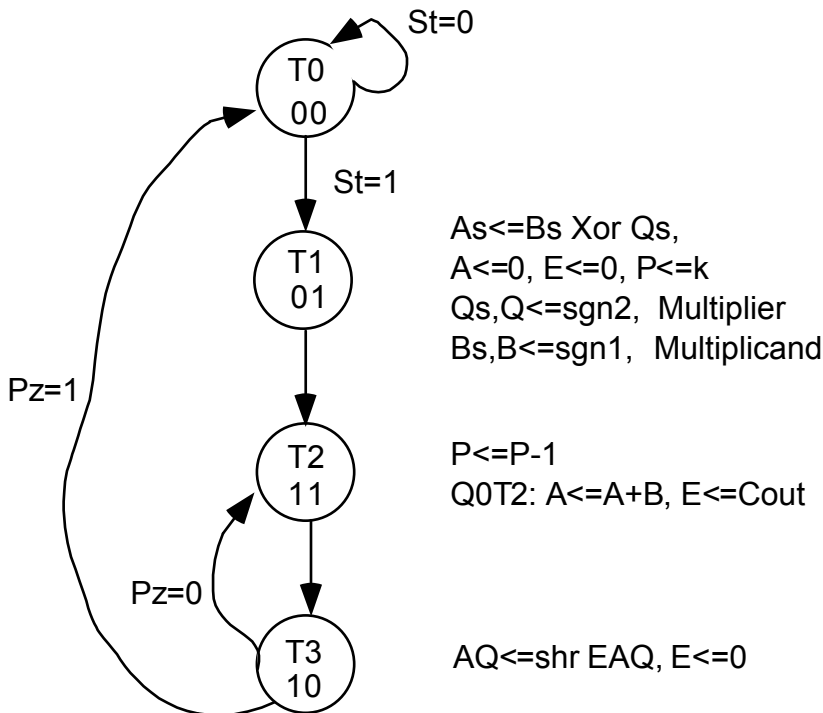 St=0
T0
00
St=1
T1
01
As<=Bs Xor Qs,
A<=0, E<=0, P<=k
Qs,Q<=sgn2, Multiplier
Bs,B<=sgn1, Multiplicand
Pz=1
T2
11
P<=P-1
Q0T2: A<=A+B, E<=Cout
Pz=0
T3
10
AQ<=shr EAQ, E<=0